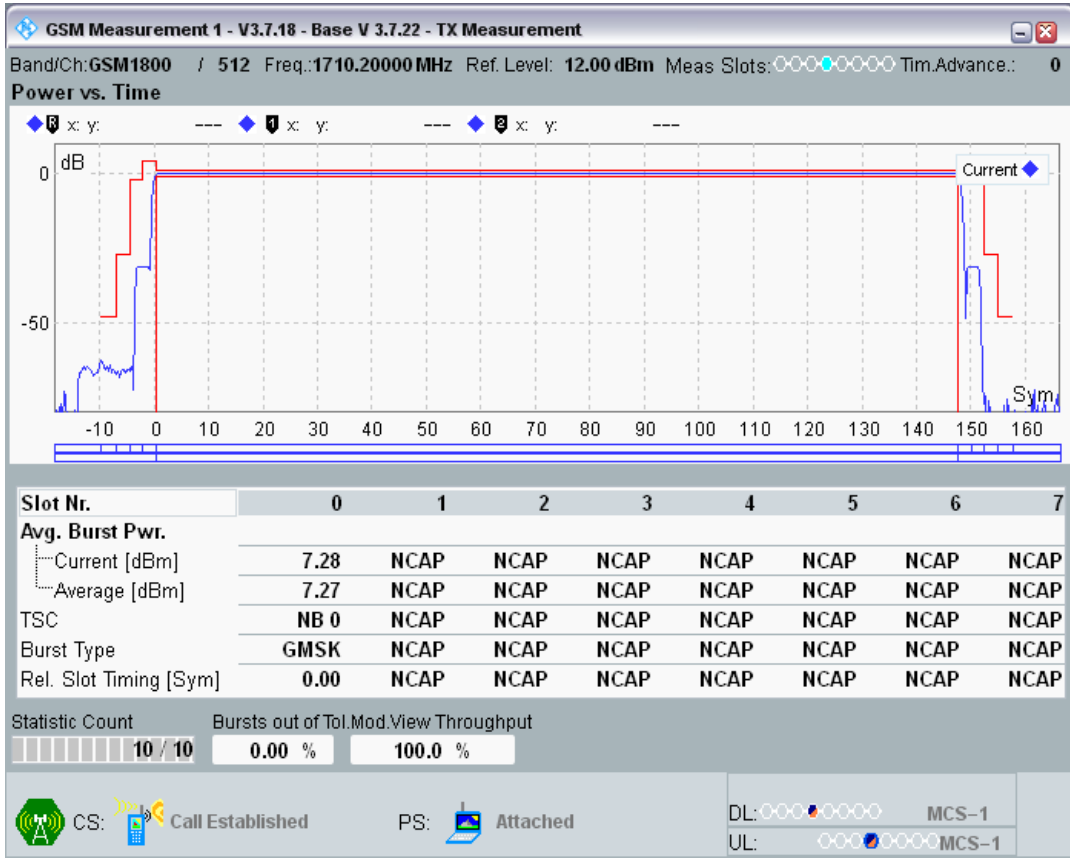 GSM Measurement 1 - V3.7.18 - Base V 3.7.22 - TX Measurement
Band/Ch:GSM1800 / 512 Freq.:1710.20000 MHz Ref. Level: 12.00 dBm Meas Slots: Tim.Advance.: 0
Power vs. Time
R x: y: --- 1 x: y: --- 2 x: y: ---
dB
0
Current
-50
Sym
-10 0 10 20 30 40 50 60 70 80 90 100 110 120 130 140 150 160
Slot Nr. 0 1 2 3 4 5 6 7
Avg. Burst Pwr.
Current [dBm] 7.28 NCAP NCAP NCAP NCAP NCAP NCAP NCAP
Average [dBm] 7.27 NCAP NCAP NCAP NCAP NCAP NCAP NCAP
TSC NB 0 NCAP NCAP NCAP NCAP NCAP NCAP NCAP
Burst Type GMSK NCAP NCAP NCAP NCAP NCAP NCAP NCAP
Rel. Slot Timing [Sym] 0.00 NCAP NCAP NCAP NCAP NCAP NCAP NCAP
Statistic Count Bursts out of Tol.Mod.View Throughput
10 / 10 0.00 % 100.0 %
CS: Call Established PS: Attached
DL: MCS-1
UL: MCS-1